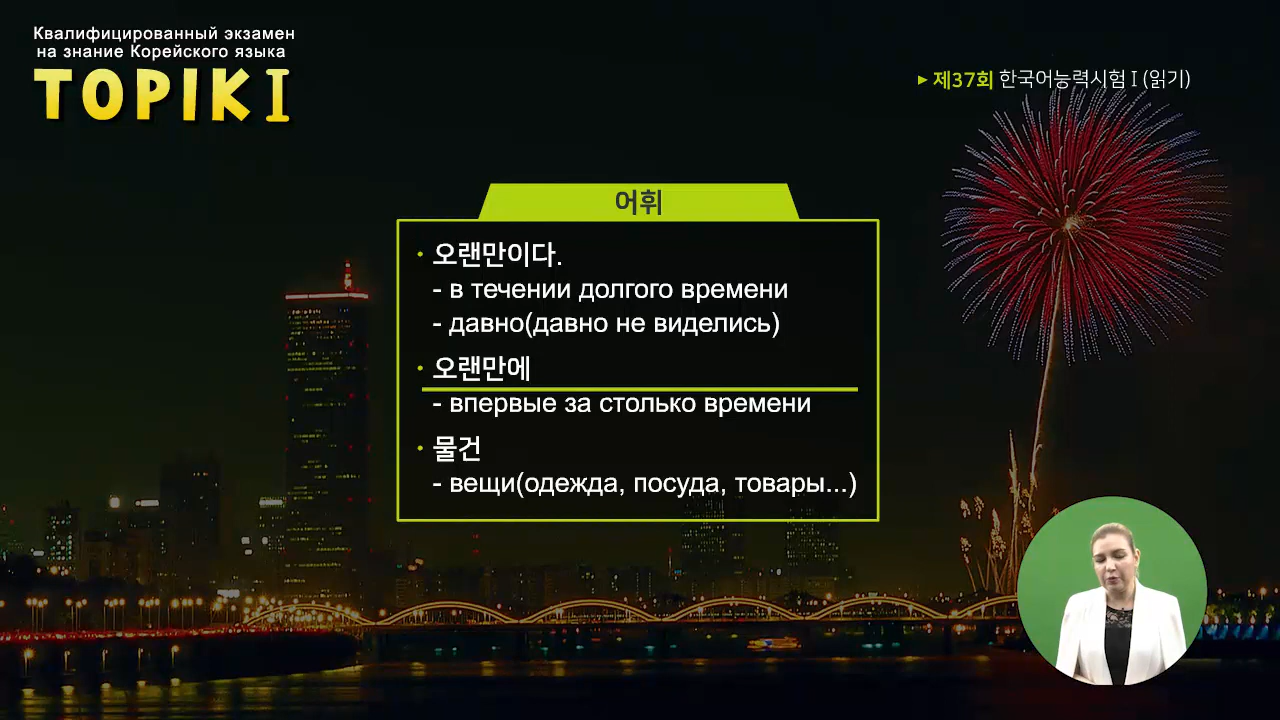 Квалифицированный экзамен
на знание Корейского языка
TOPIK I
▸ 제37회 한국어능력시험 I (읽기)
어휘
• 오랜만이다.
- в течении долгого времени
- давно(давно не виделись)
• 오랜만에
- впервые за столько времени
• 물건
- вещи(одежда, посуда, товары...)